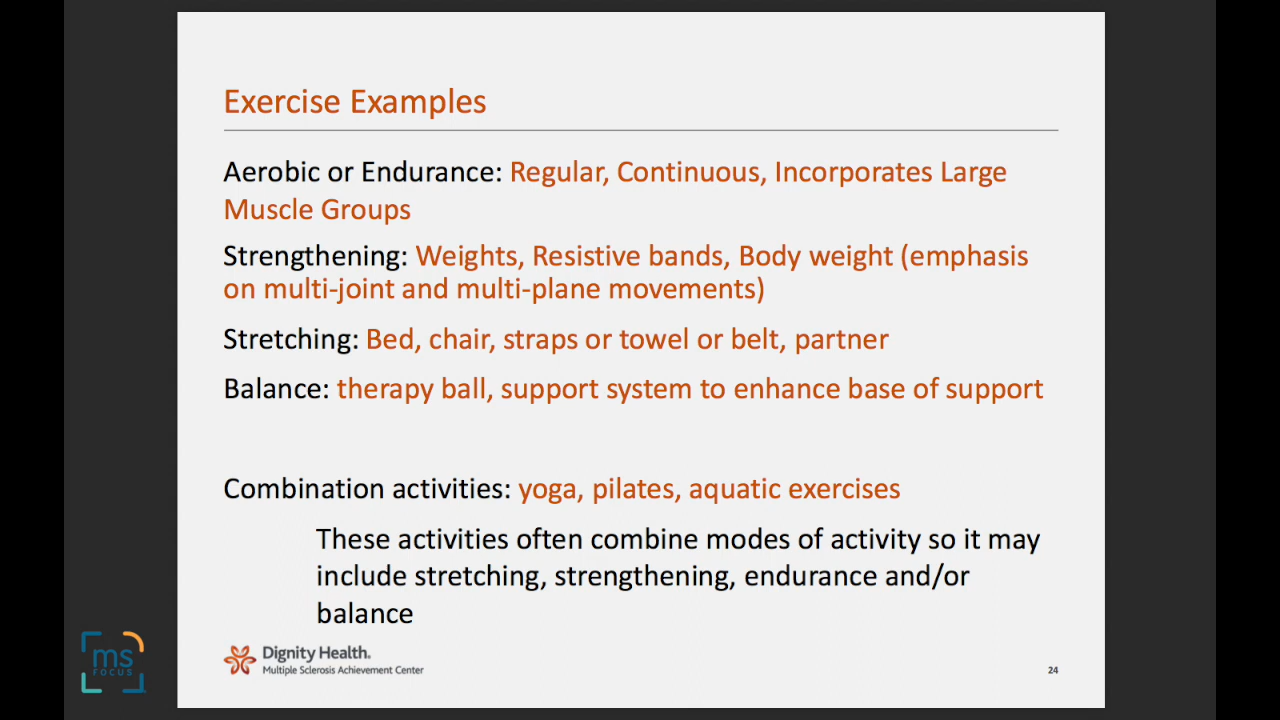 Exercise Examples
Aerobic or Endurance: Regular, Continuous, Incorporates Large
Muscle Groups
Strengthening: Weights, Resistive bands, Body weight (emphasis
on multi-joint and multi-plane movements)
Stretching: Bed, chair, straps or towel or belt, partner
Balance: therapy ball, support system to enhance base of support
Combination activities: yoga, pilates, aquatic exercises
These activities often combine modes of activity so it may
include stretching, strengthening, endurance and/or
balance
Dignity Health.
Multiple Sclerosis Achievement Center
24
ms
FOCUS